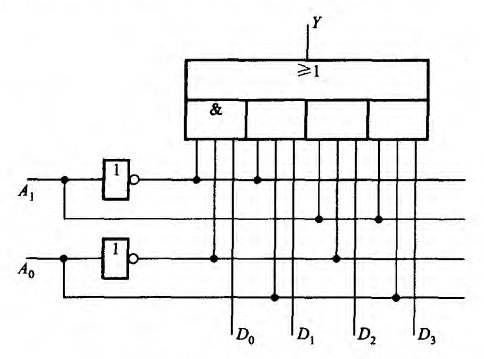 Y
≥1
&
1
A₁
1
A₀
D₀ D₁ D₂ D₃